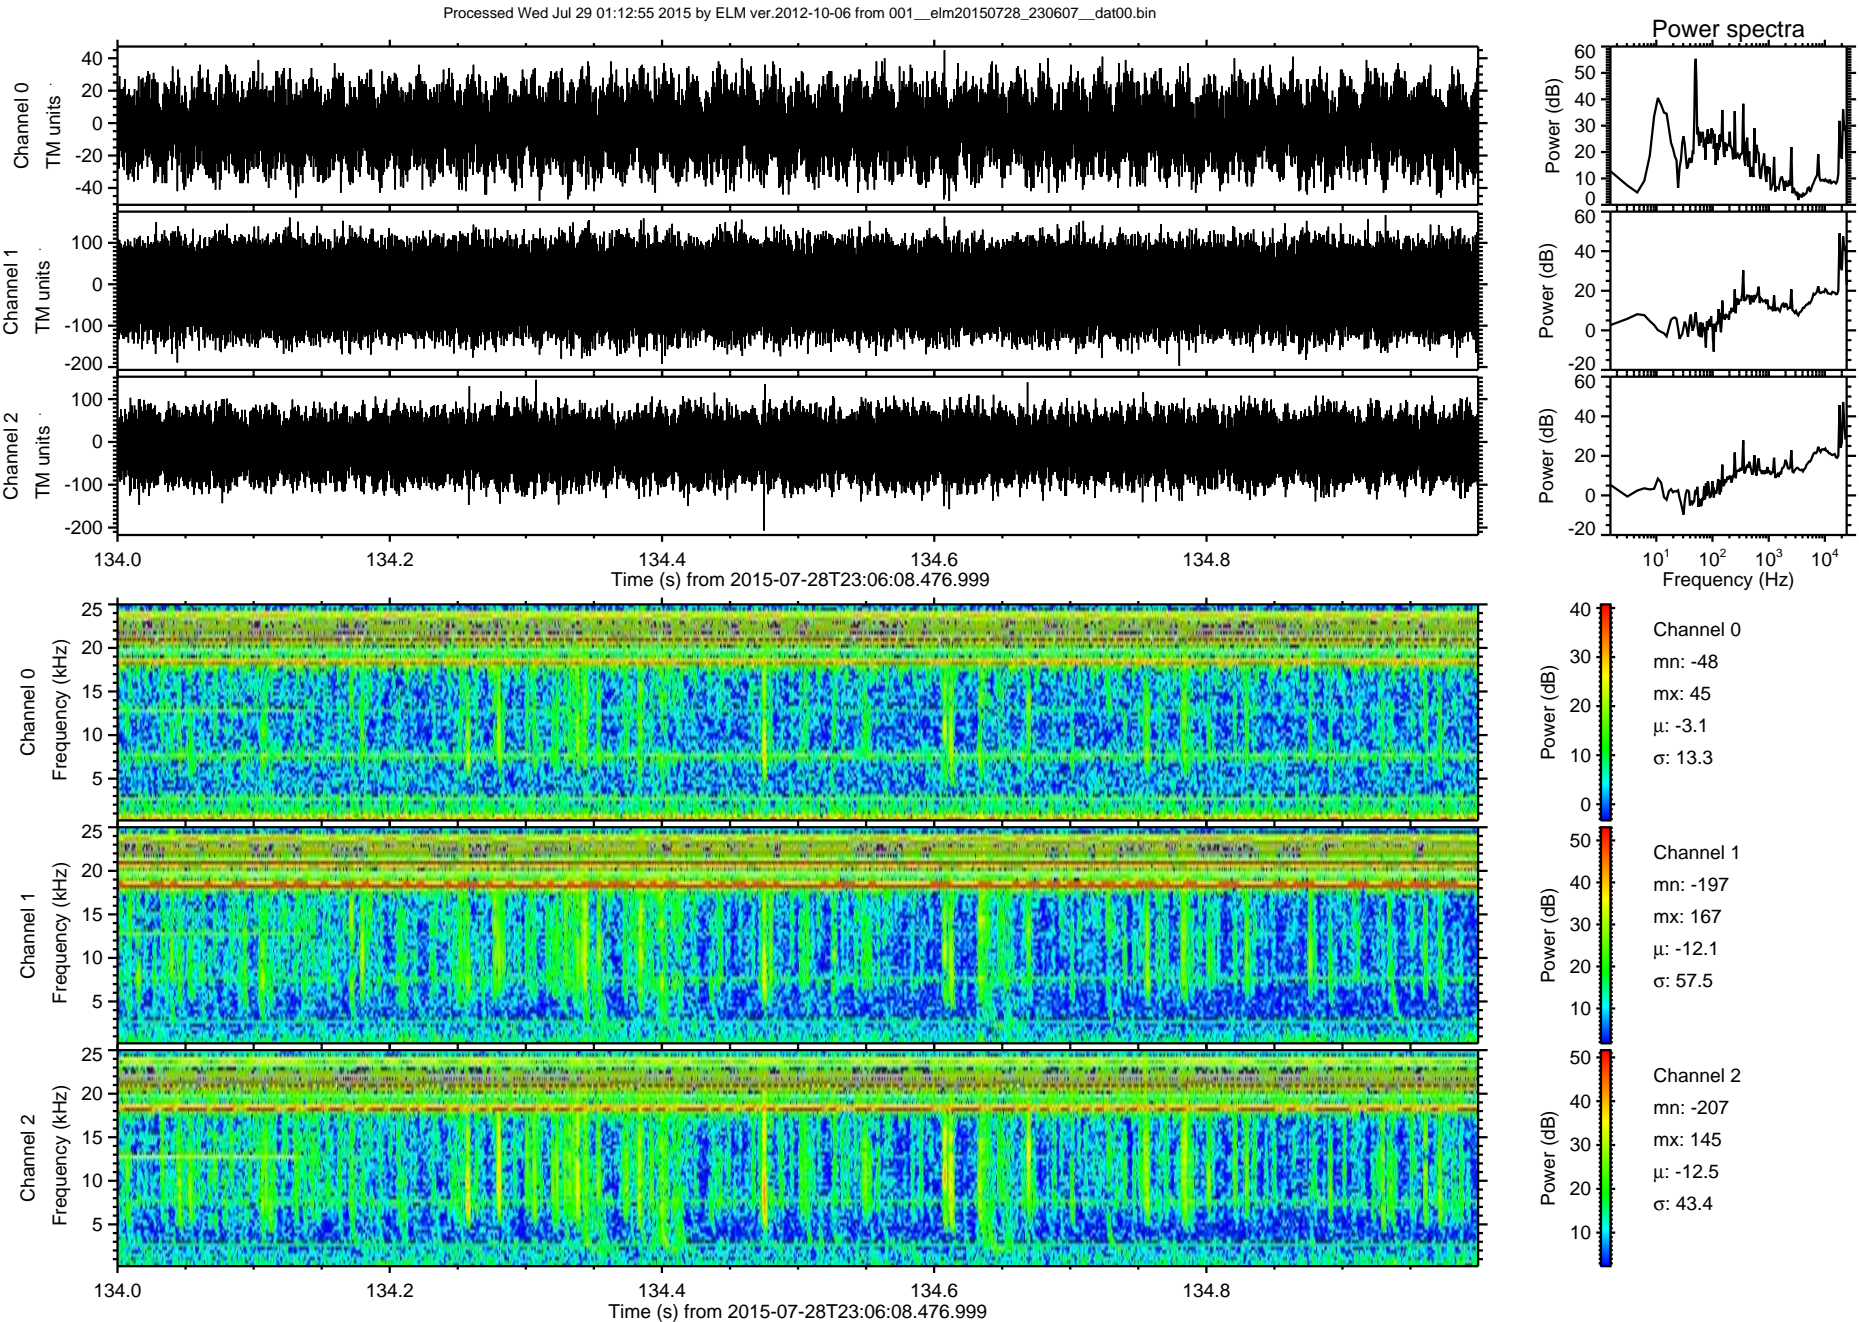 Processed Wed Jul 29 01:12:55 2015 by ELM ver.2012-10-06 from 001__elm20150728_230607__dat00.bin
Power spectra
Channel 0
TM units
40
20
0
-20
-40
Power (dB)
60
50
40
30
20
10
0
Channel 1
TM units
100
0
-100
-200
Power (dB)
60
40
20
0
-20
Channel 2
TM units
100
0
-100
-200
Power (dB)
60
40
20
0
-20
134.0 134.2 134.4 134.6 134.8
Time (s) from 2015-07-28T23:06:08.476.999
10^1 10^2 10^3 10^4
Frequency (Hz)
Channel 0
Frequency (kHz)
25
20
15
10
5
Power (dB)
40
30
20
10
0
Channel 0
mn: -48
mx: 45
μ: -3.1
σ: 13.3
Channel 1
Frequency (kHz)
25
20
15
10
5
Power (dB)
50
40
30
20
10
Channel 1
mn: -197
mx: 167
μ: -12.1
σ: 57.5
Channel 2
Frequency (kHz)
25
20
15
10
5
Power (dB)
50
40
30
20
10
Channel 2
mn: -207
mx: 145
μ: -12.5
σ: 43.4
134.0 134.2 134.4 134.6 134.8
Time (s) from 2015-07-28T23:06:08.476.999